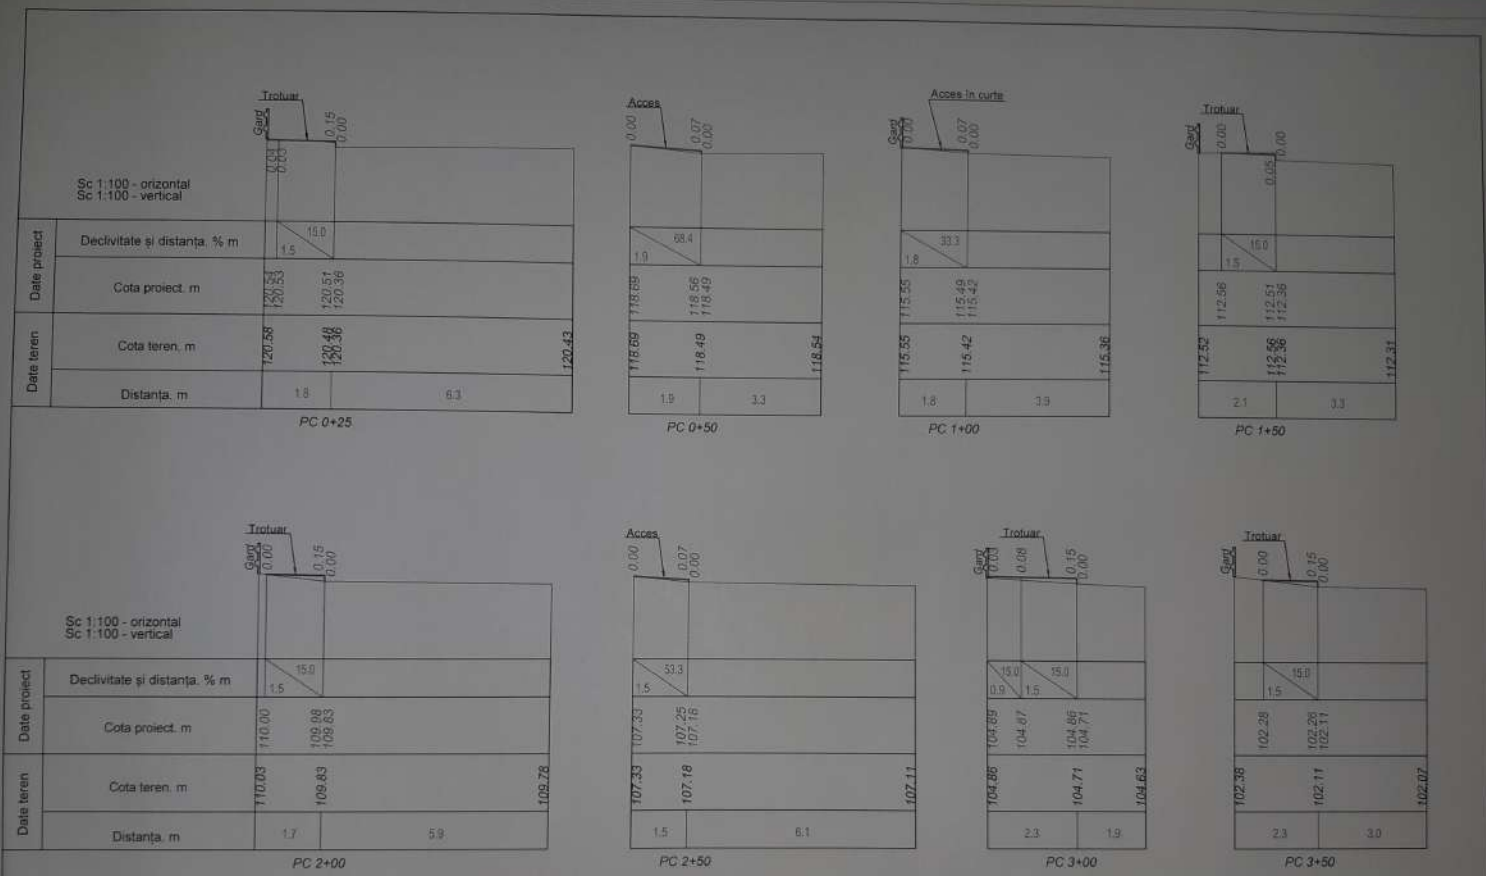 Trotuar
Gard
0.15
0.00
0.04
0.03
Acces
0.00
0.07
0.00
Acces în curte
Gard
0.00
0.07
0.00
Trotuar
Gard
0.00
0.00
0.05
Sc 1:100 - orizontal
Sc 1:100 - vertical
Date proiect
Declivitate și distanța. % m
15.0
1.5
68.4
1.9
33.3
1.8
15.0
1.5
Cota proiect. m
120.54
120.53
120.51
120.36
118.69
118.56
118.49
115.55
115.49
115.42
112.56
112.51
112.36
Date teren
Cota teren. m
120.58
120.48
120.36
120.43
118.69
118.49
118.54
115.55
115.42
115.36
112.52
112.56
112.36
112.31
Distanța. m
1.8
6.3
1.9
3.3
1.8
3.9
2.1
3.3
PC 0+25
PC 0+50
PC 1+00
PC 1+50
Trotuar
Gard
0.00
0.15
0.00
Acces
0.00
0.07
0.00
Trotuar
Gard
0.03
0.08
0.15
0.00
Trotuar
Gard
0.00
0.15
0.00
Sc 1:100 - orizontal
Sc 1:100 - vertical
Date proiect
Declivitate și distanța. % m
15.0
1.5
53.3
1.5
15.0
0.9
15.0
1.5
15.0
1.5
Cota proiect. m
110.00
109.98
109.83
107.33
107.25
107.18
104.89
104.87
104.86
104.71
102.28
102.26
102.11
Date teren
Cota teren. m
110.03
109.83
109.78
107.33
107.18
107.11
104.86
104.71
104.63
102.38
102.11
102.07
Distanța. m
1.7
5.9
1.5
6.1
2.3
1.9
2.3
3.0
PC 2+00
PC 2+50
PC 3+00
PC 3+50